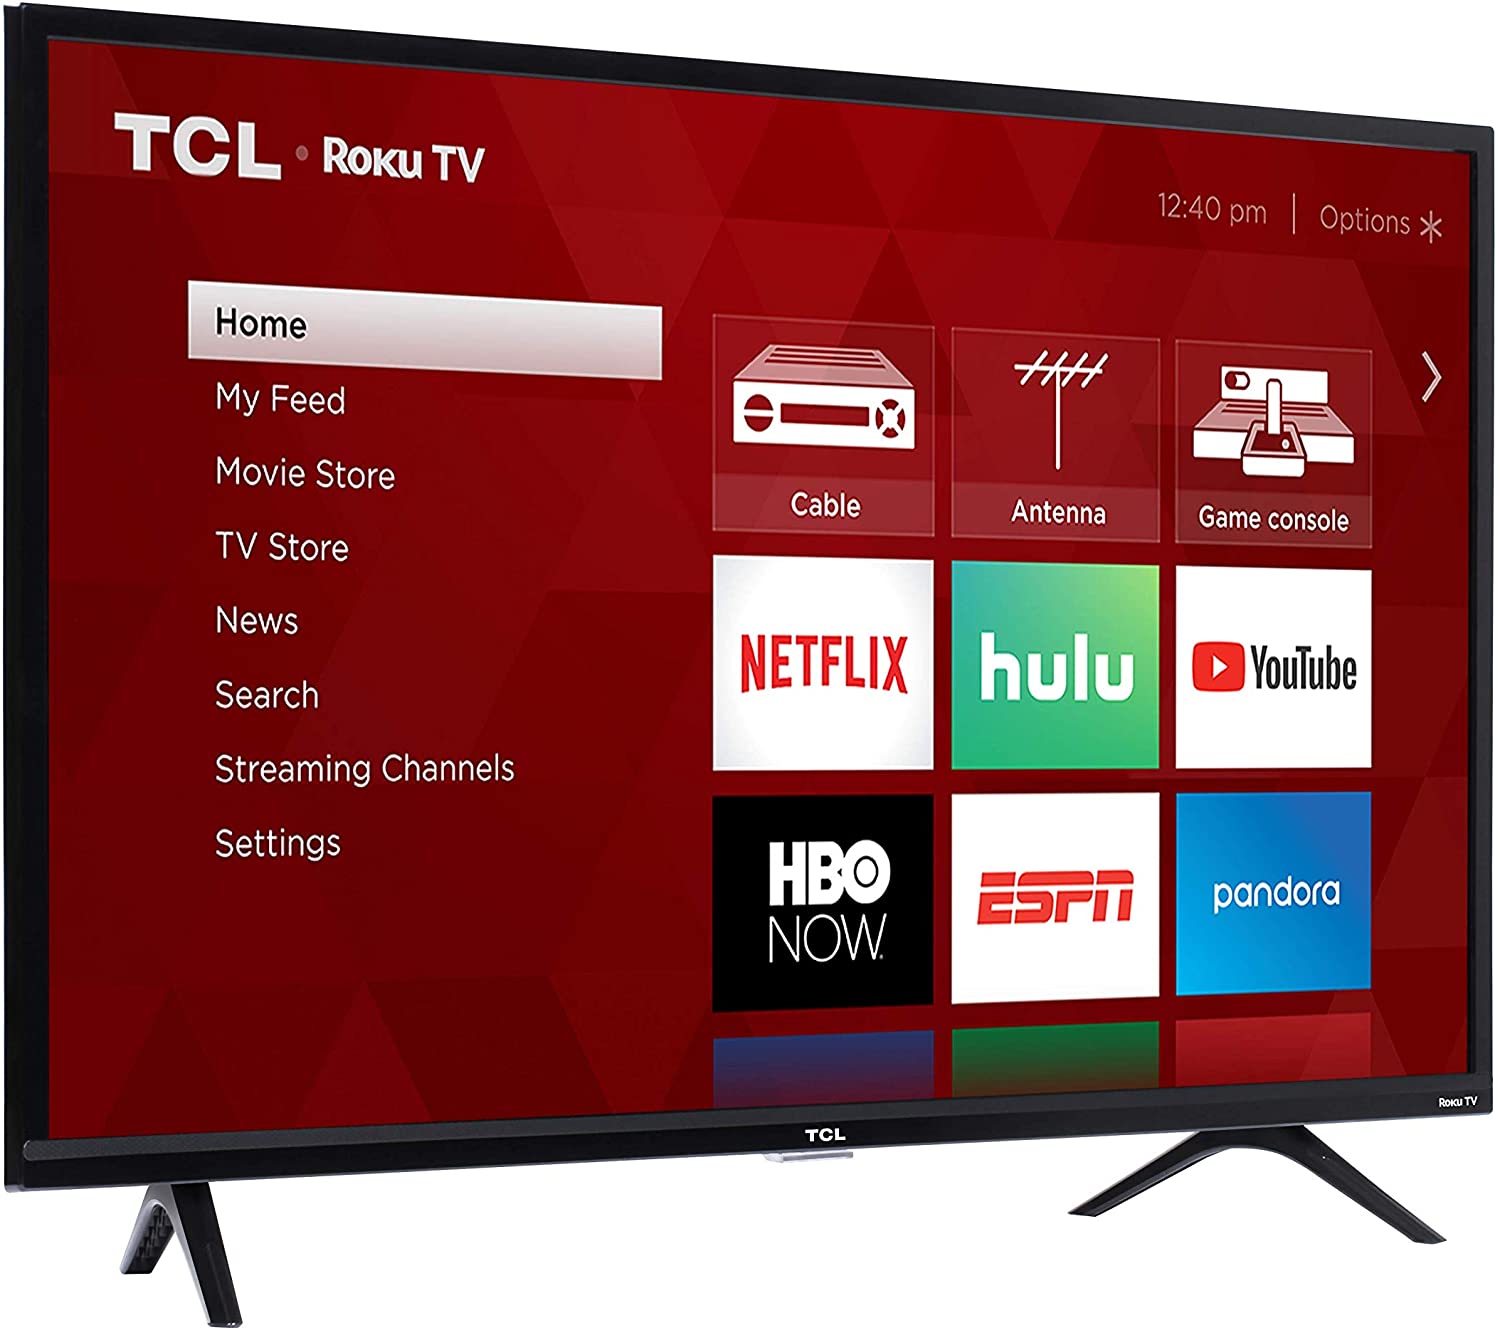 TCL • Roku TV
12:40 pm | Options *
Home
My Feed
Movie Store
TV Store
News
Search
Streaming Channels
Settings
Cable
Antenna
Game console
NETFLIX
hulu
YouTube
HBO
NOW.
ESPN
pandora
TCL
Roku TV